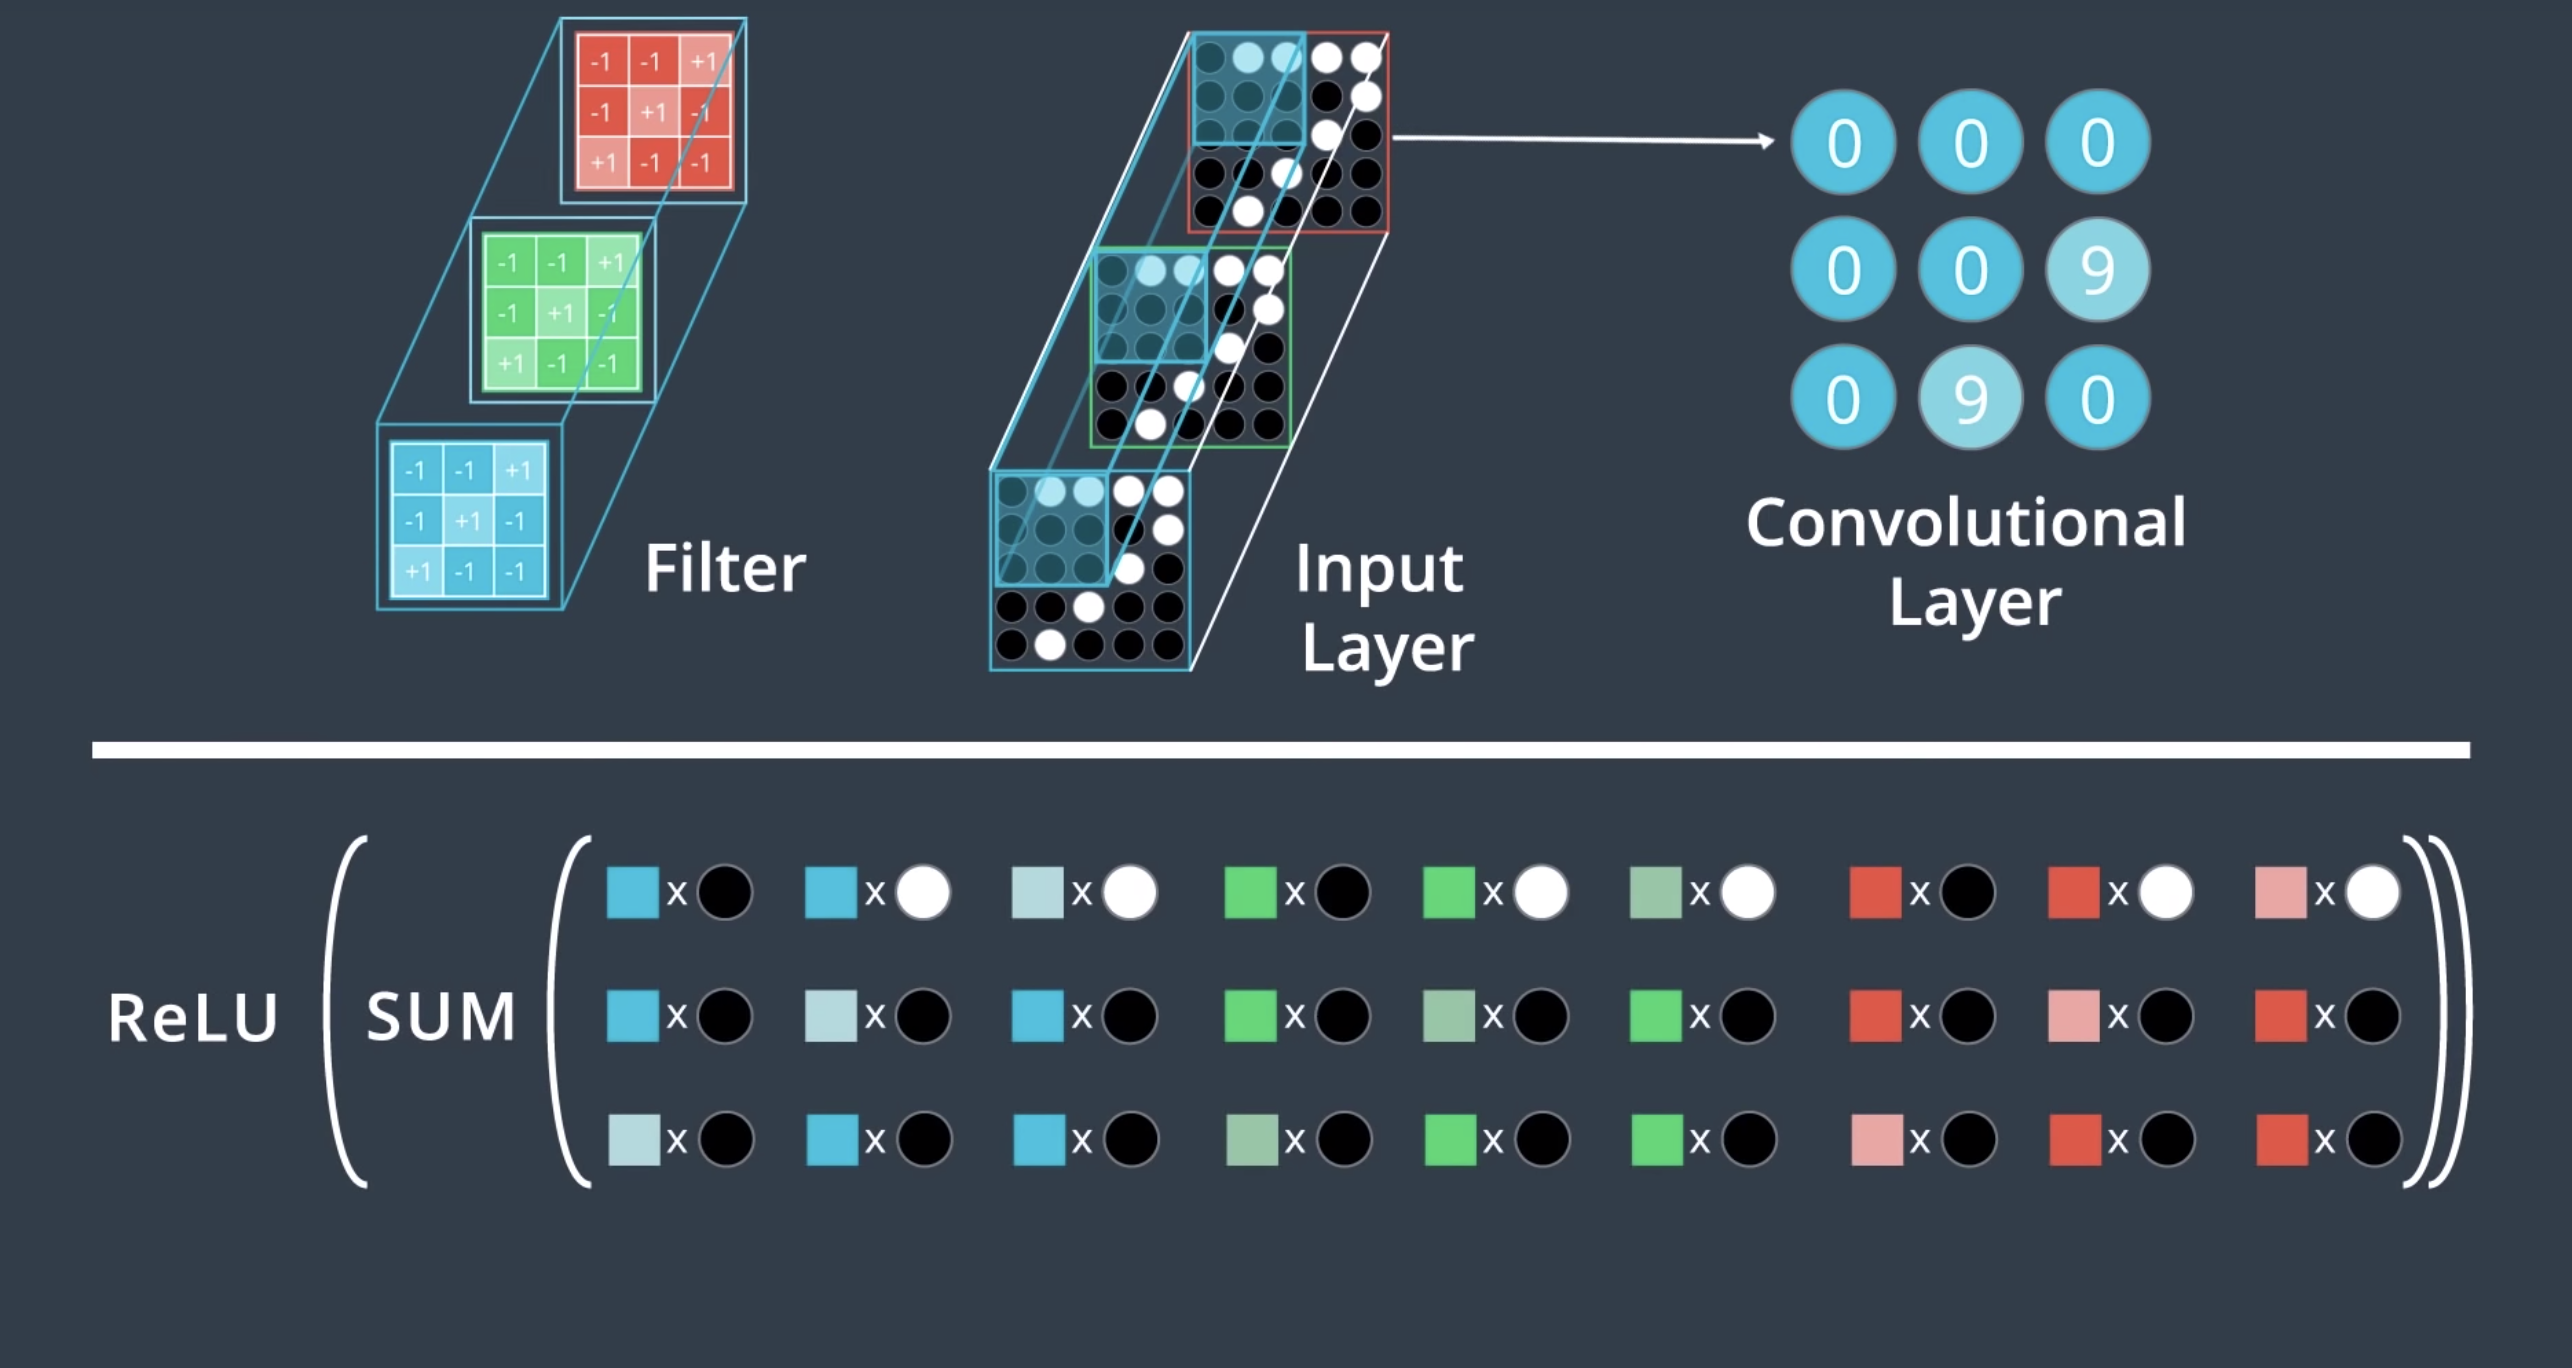 -1 -1 +1
-1 +1 -1
+1 -1 -1
-1 -1 +1
-1 +1 -1
+1 -1 -1
-1 -1 +1
-1 +1 -1
+1 -1 -1
Filter
Input
Layer
0 0 0
0 0 9
0 9 0
Convolutional
Layer
ReLU ( SUM (
x x x x x x x x x
x x x x x x x x x
x x x x x x x x x
))